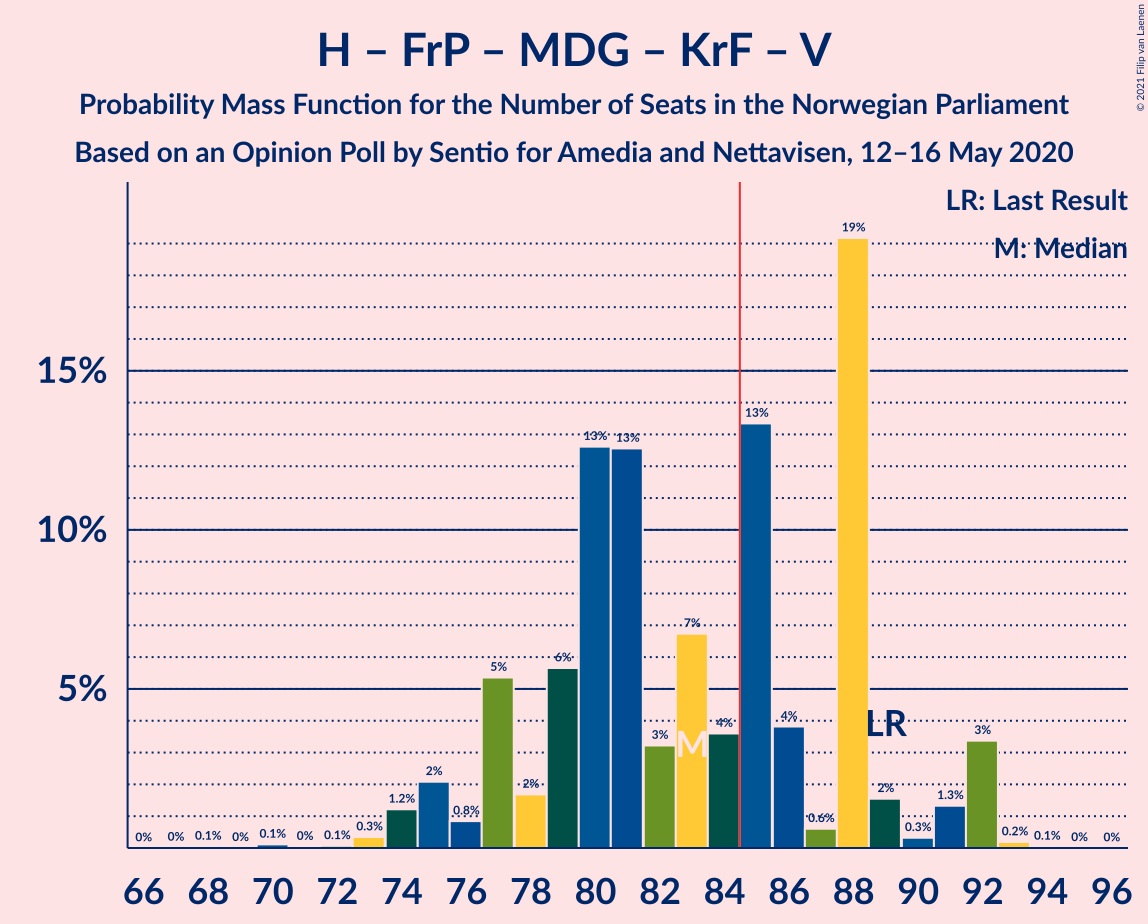 H – FrP – MDG – KrF – V
Probability Mass Function for the Number of Seats in the Norwegian Parliament
Based on an Opinion Poll by Sentio for Amedia and Nettavisen, 12–16 May 2020
© 2021 Filip van Laenen
LR: Last Result
M: Median
15%
10%
5%
0% 0% 0.1% 0% 0.1% 0% 0.1% 0.3% 1.2% 2% 0.8% 5% 2% 6% 13% 13% 3% 7% 4% 13% 4% 0.6% 19% 2% 0.3% 1.3% 3% 0.2% 0.1% 0% 0%
M
LR
66 68 70 72 74 76 78 80 82 84 86 88 90 92 94 96